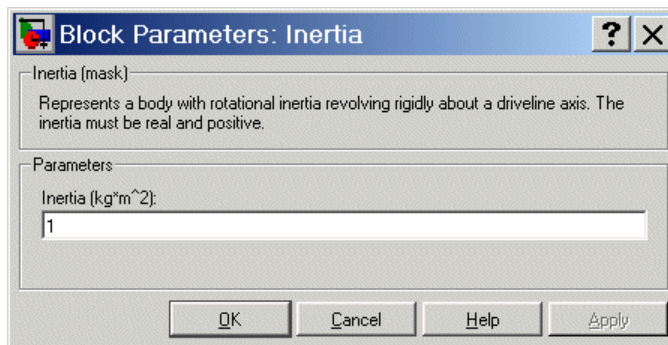 Block Parameters: Inertia
Inertia (mask)
Represents a body with rotational inertia revolving rigidly about a driveline axis. The
inertia must be real and positive.
Parameters
Inertia (kg*m^2):
1
OK Cancel Help Apply